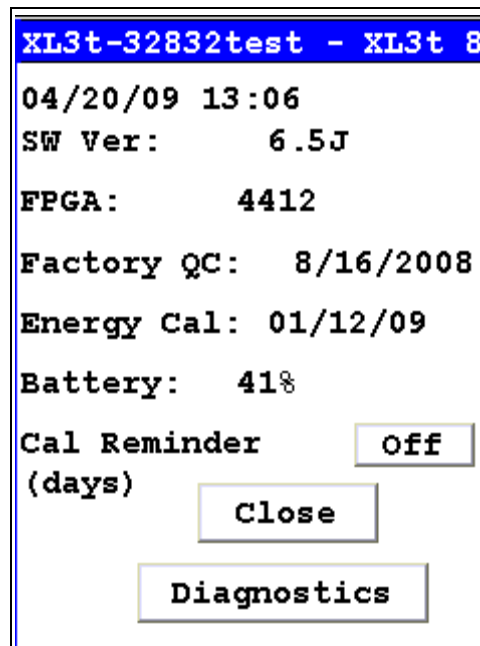 XL3t-32832test - XL3t 8
04/20/09 13:06
SW Ver: 6.5J
FPGA: 4412
Factory QC: 8/16/2008
Energy Cal: 01/12/09
Battery: 41%
Cal Reminder Off
(days)
Close
Diagnostics